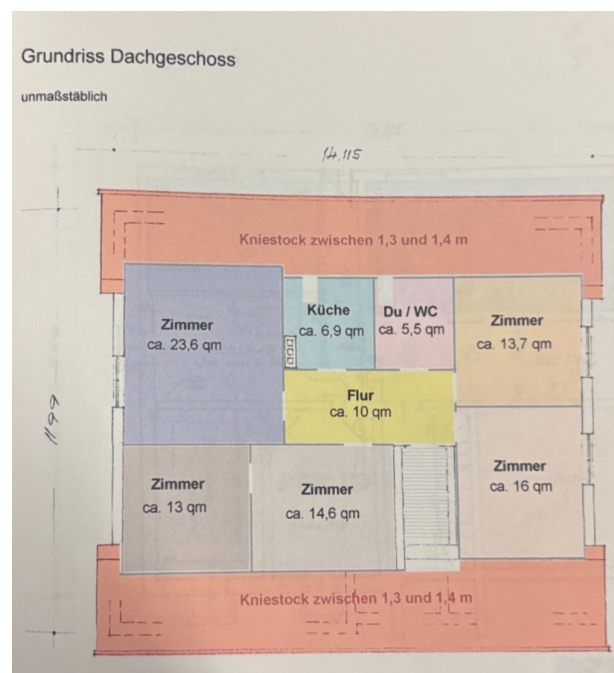 Grundriss Dachgeschoss
unmaßstäblich
14.115
Kniestock zwischen 1,3 und 1,4 m
Zimmer
ca. 23,6 qm
Küche
ca. 6,9 qm
Du / WC
ca. 5,5 qm
Zimmer
ca. 13,7 qm
Flur
ca. 10 qm
11.99
Zimmer
ca. 13 qm
Zimmer
ca. 14,6 qm
Zimmer
ca. 16 qm
Kniestock zwischen 1,3 und 1,4 m